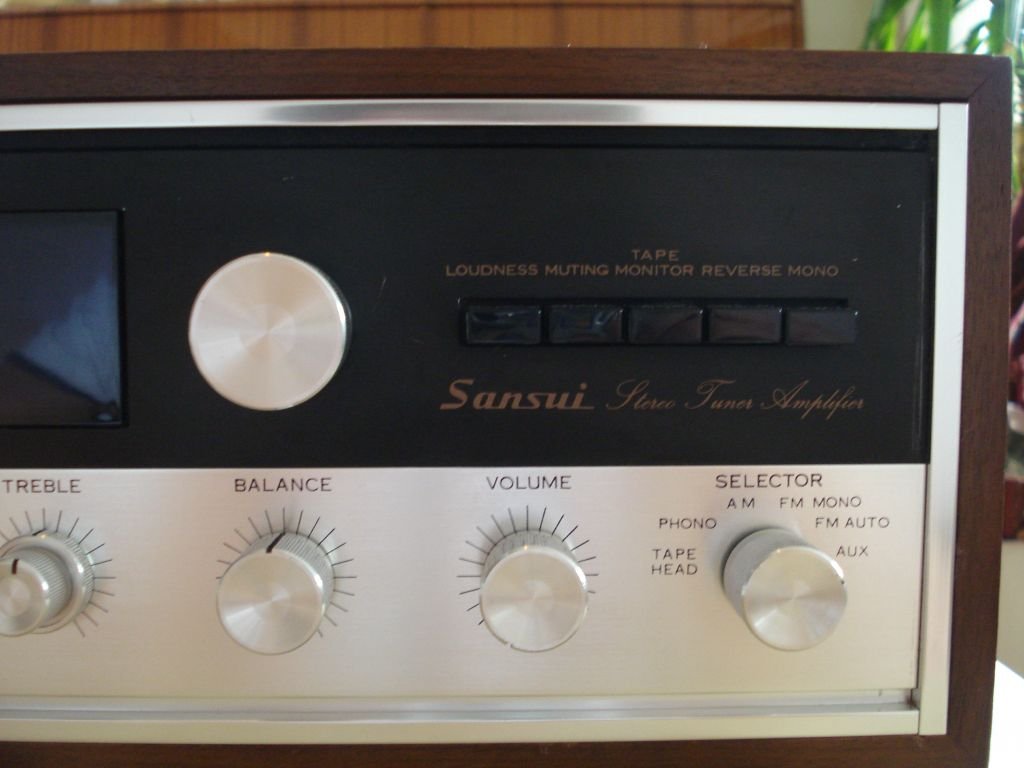 TAPE
LOUDNESS MUTING MONITOR REVERSE MONO
Sansui Stereo Tuner Amplifier
TREBLE BALANCE VOLUME SELECTOR
AM FM MONO
PHONO FM AUTO
TAPE HEAD AUX